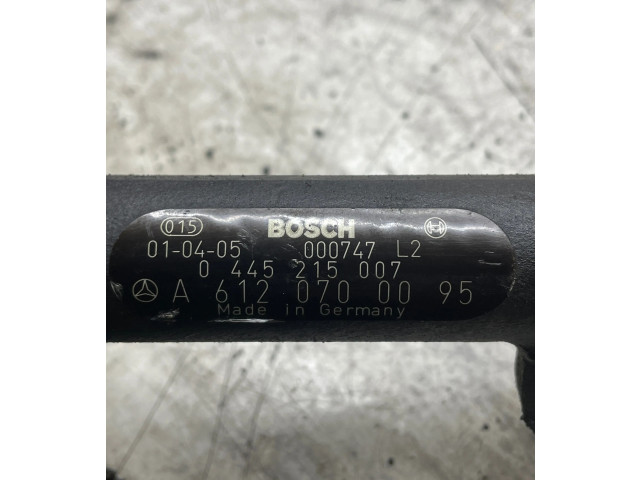 015 BOSCH
01-04-05 000747 L2
0 445 215 007
A 612 070 00 95
Made in Germany